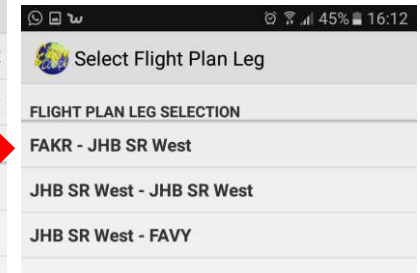 45% 16:12
Select Flight Plan Leg
FLIGHT PLAN LEG SELECTION
FAKR - JHB SR West
JHB SR West - JHB SR West
JHB SR West - FAVY